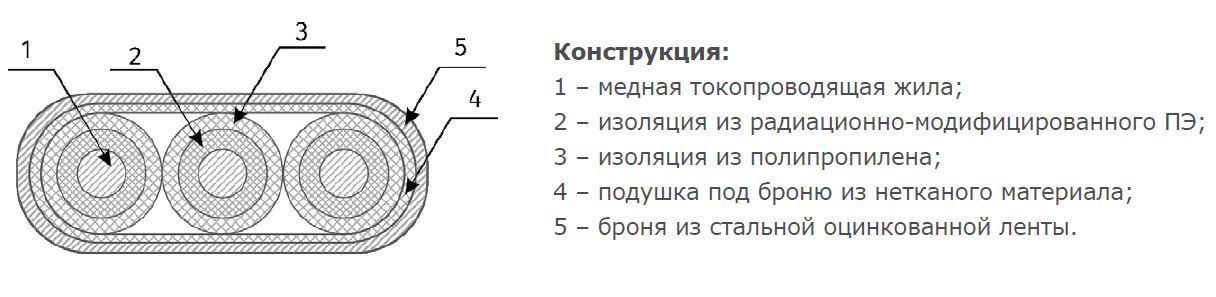 1
2
3
5
4
Конструкция:
1 – медная токопроводящая жила;
2 – изоляция из радиационно-модифицированного ПЭ;
3 – изоляция из полипропилена;
4 – подушка под броню из нетканого материала;
5 – броня из стальной оцинкованной ленты.